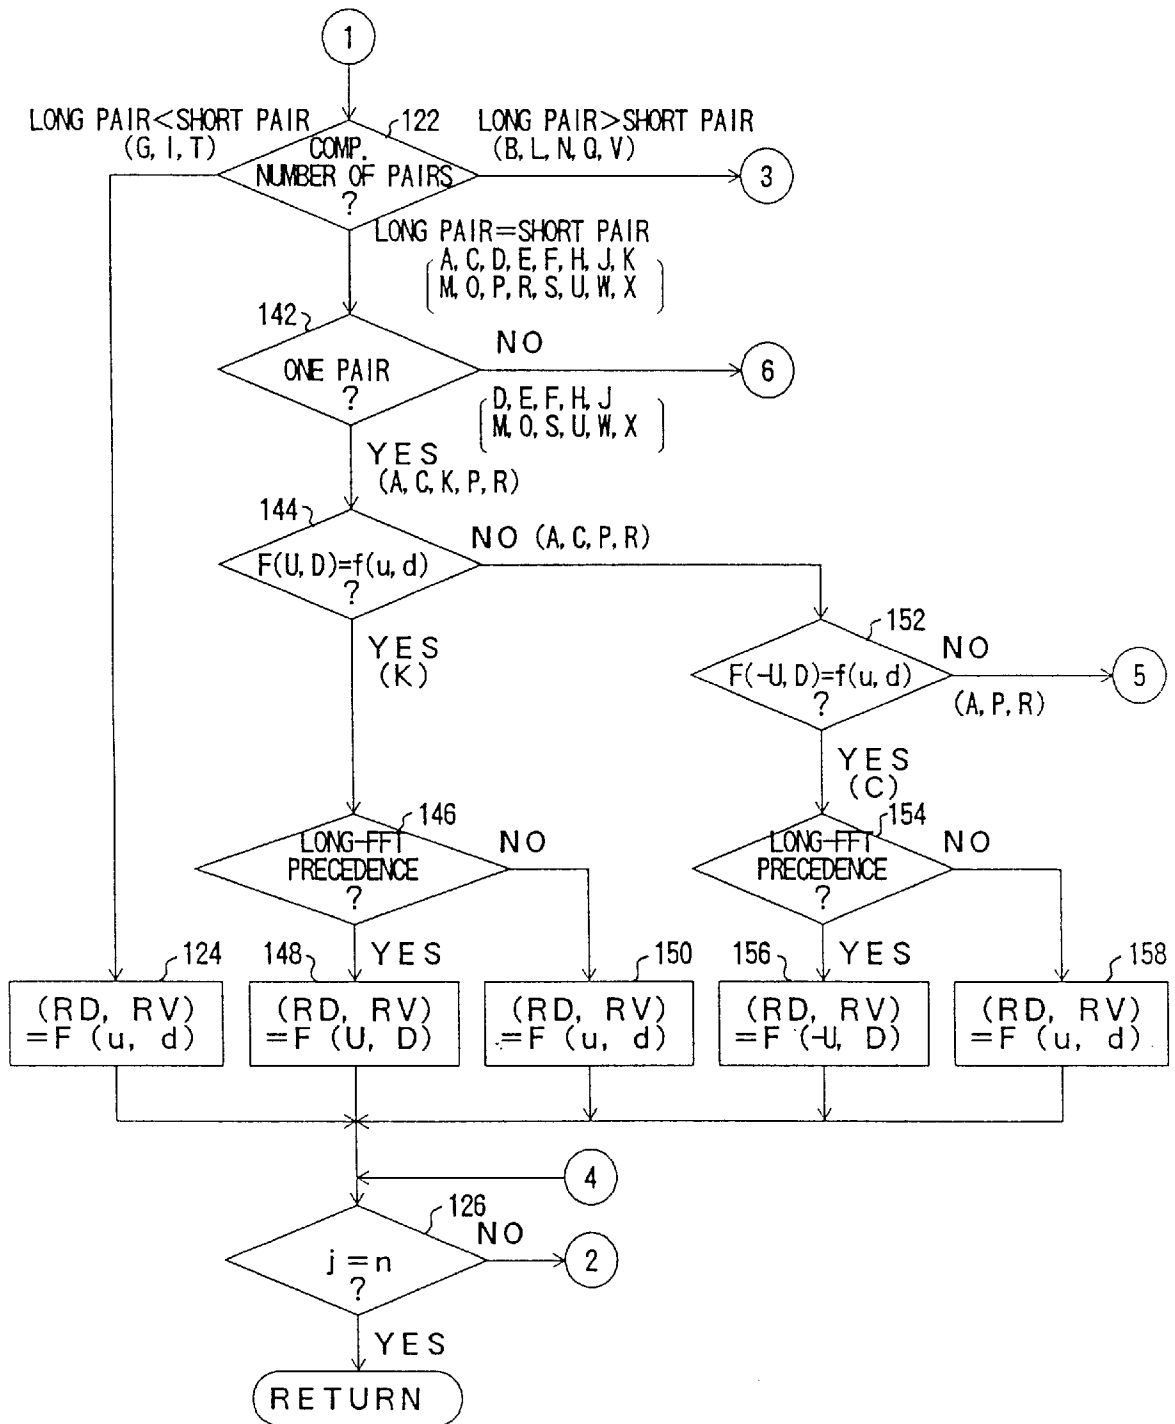 1
LONG PAIR<SHORT PAIR
(G, I, T)
122
LONG PAIR>SHORT PAIR
(B, L, N, Q, V)
COMP.
NUMBER OF PAIRS
?
3
LONG PAIR=SHORT PAIR
A, C, D, E, F, H, J, K
M, O, P, R, S, U, W, X
142
ONE PAIR
?
NO
6
D, E, F, H, J
M, O, S, U, W, X
YES
(A, C, K, P, R)
144
F(U, D)=f(u, d)
?
NO (A, C, P, R)
YES
(K)
152
F(-U, D)=f(u, d)
?
NO
(A, P, R)
5
YES
(C)
146
LONG-FFT
PRECEDENCE
?
NO
154
LONG-FFT
PRECEDENCE
?
NO
YES
YES
124
(RD, RV)
=F (u, d)
148
(RD, RV)
=F (U, D)
150
(RD, RV)
=F (u, d)
156
(RD, RV)
=F (-U, D)
158
(RD, RV)
=F (u, d)
4
126
j=n
?
NO
2
YES
RETURN